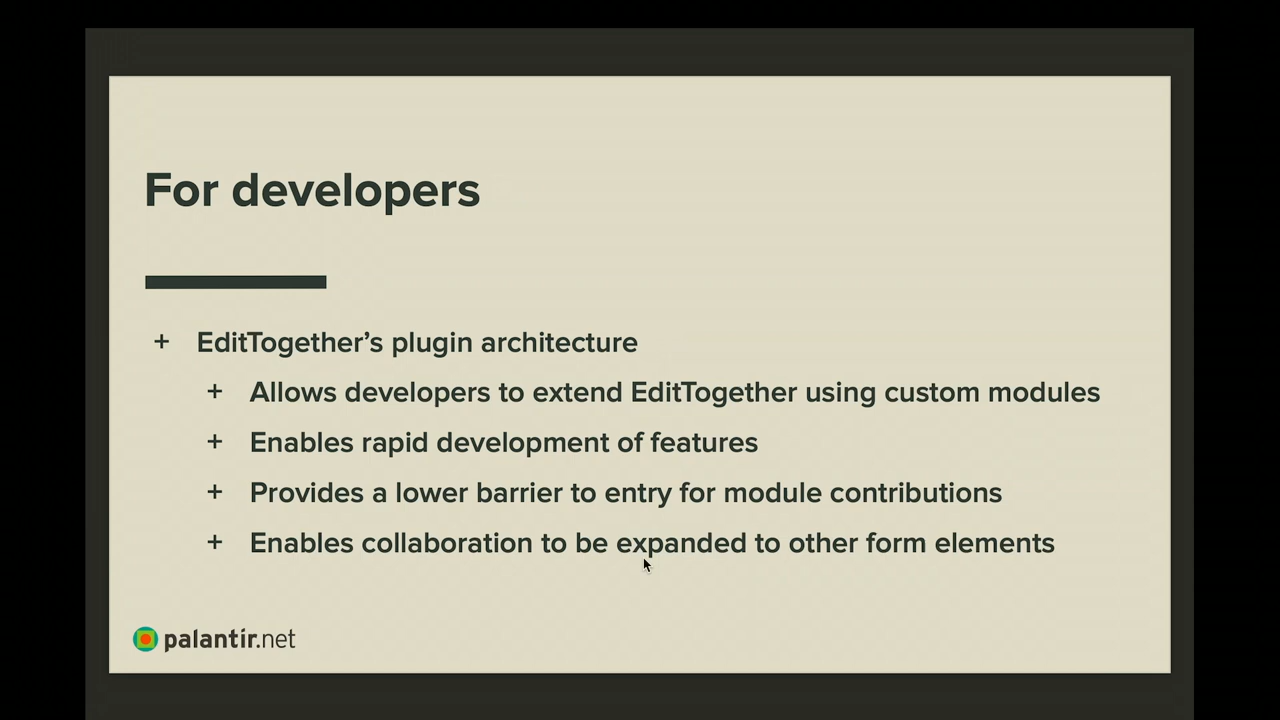 For developers
+ EditTogether’s plugin architecture
+ Allows developers to extend EditTogether using custom modules
+ Enables rapid development of features
+ Provides a lower barrier to entry for module contributions
+ Enables collaboration to be expanded to other form elements
palantir.net